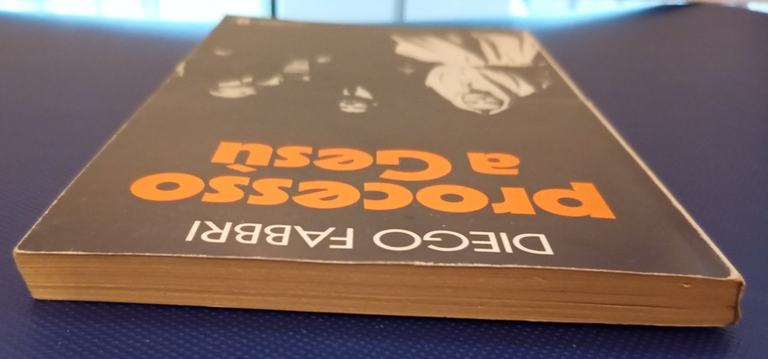 DIEGO FABBRI
processo
a Gesù